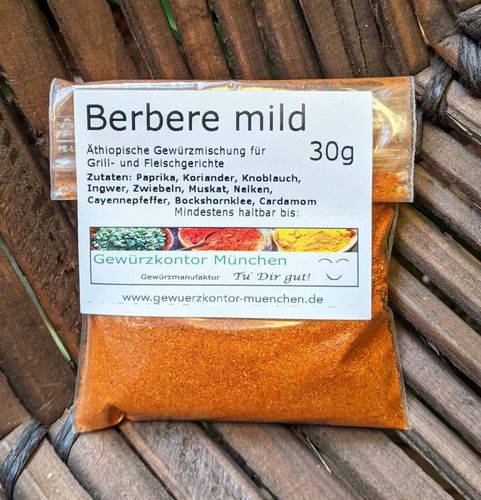 Berbere mild
Äthiopische Gewürzmischung für
Grill- und Fleischgerichte
30g
Zutaten: Paprika, Koriander, Knoblauch,
Ingwer, Zwiebeln, Muskat, Nelken,
Cayennepfeffer, Bockshornklee, Cardamom
Mindestens haltbar bis:
Gewürzkontor München
Gewürzmanufaktur Tu' Dir gut!
www.gewuerzkontor-muenchen.de